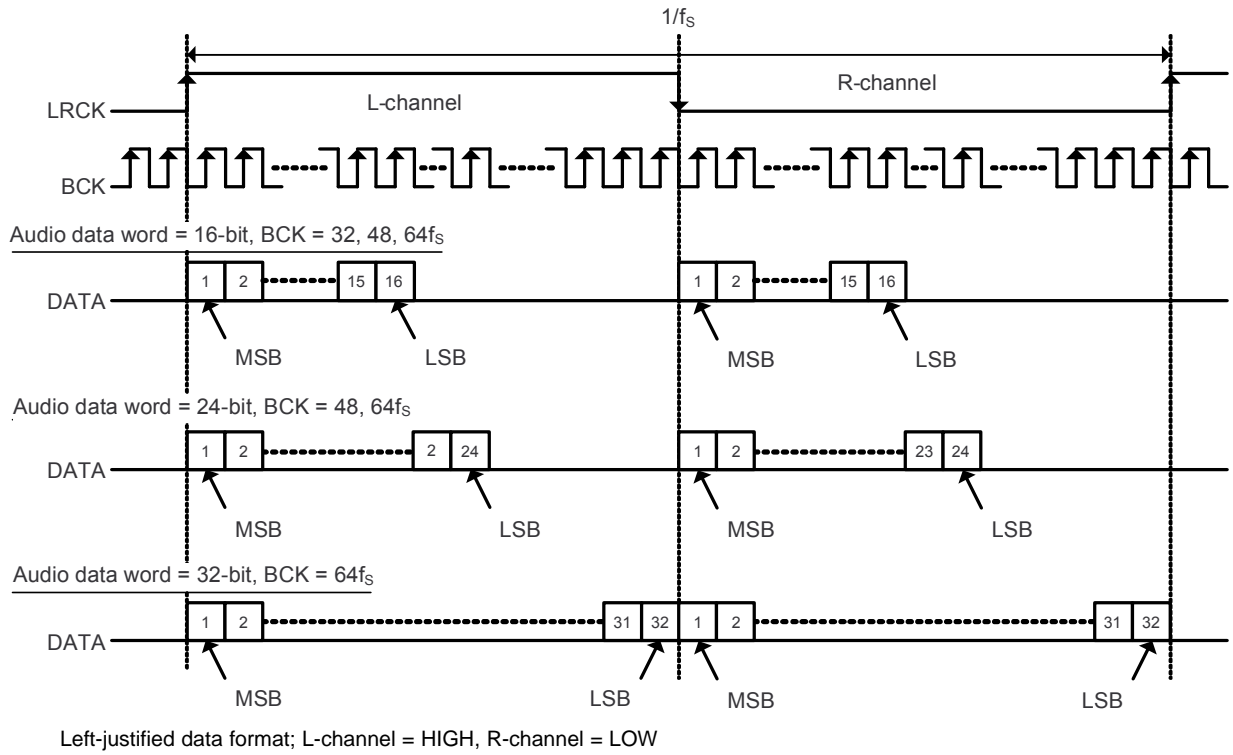 1/fS
L-channel R-channel
LRCK
BCK
Audio data word = 16-bit, BCK = 32, 48, 64fS
1 2 15 16 1 2 15 16
DATA
MSB LSB MSB LSB
Audio data word = 24-bit, BCK = 48, 64fS
1 2 2 24 1 2 23 24
DATA
MSB LSB MSB LSB
Audio data word = 32-bit, BCK = 64fS
1 2 31 32 1 2 31 32
DATA
MSB LSB MSB LSB
Left-justified data format; L-channel = HIGH, R-channel = LOW